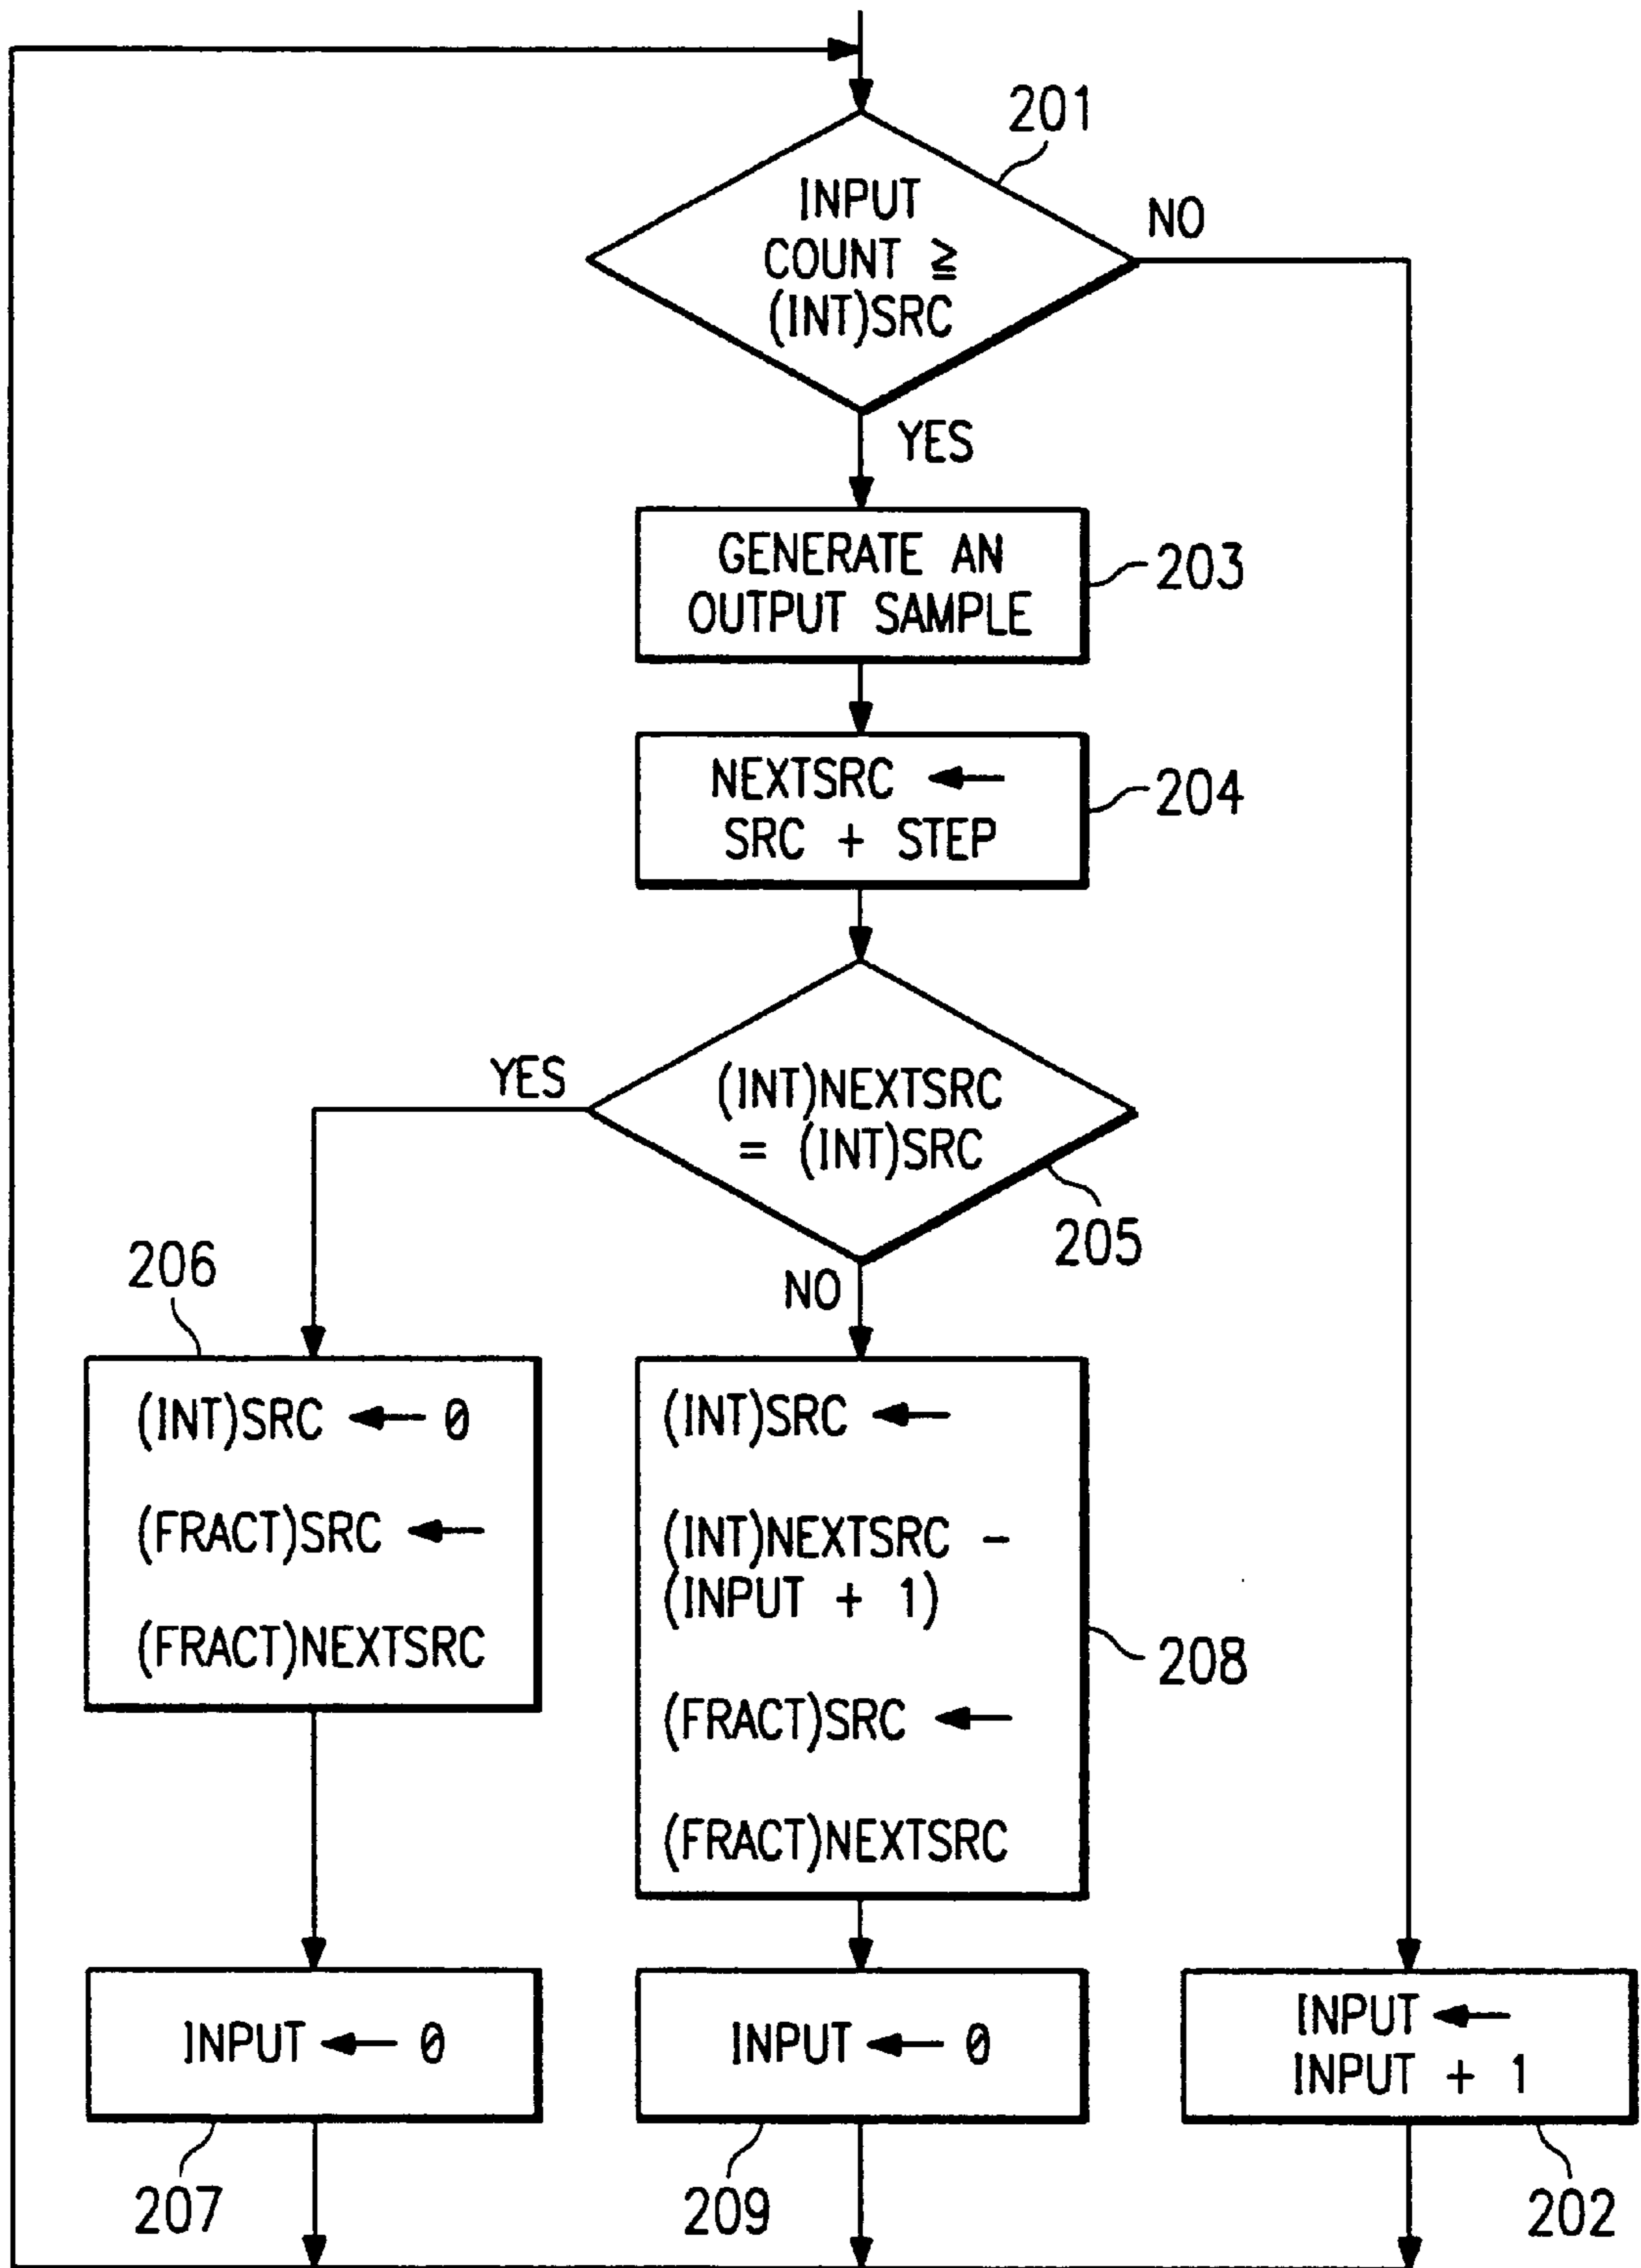 201
INPUT
COUNT ≧
(INT)SRC
NO
YES
GENERATE AN
OUTPUT SAMPLE
203
NEXTSRC ←
SRC + STEP
204
YES
(INT)NEXTSRC
= (INT)SRC
205
NO
206
(INT)SRC ← 0
(FRACT)SRC ←
(FRACT)NEXTSRC
(INT)SRC ←
(INT)NEXTSRC -
(INPUT + 1)
(FRACT)SRC ←
(FRACT)NEXTSRC
208
INPUT ← 0
207
INPUT ← 0
209
INPUT ←
INPUT + 1
202